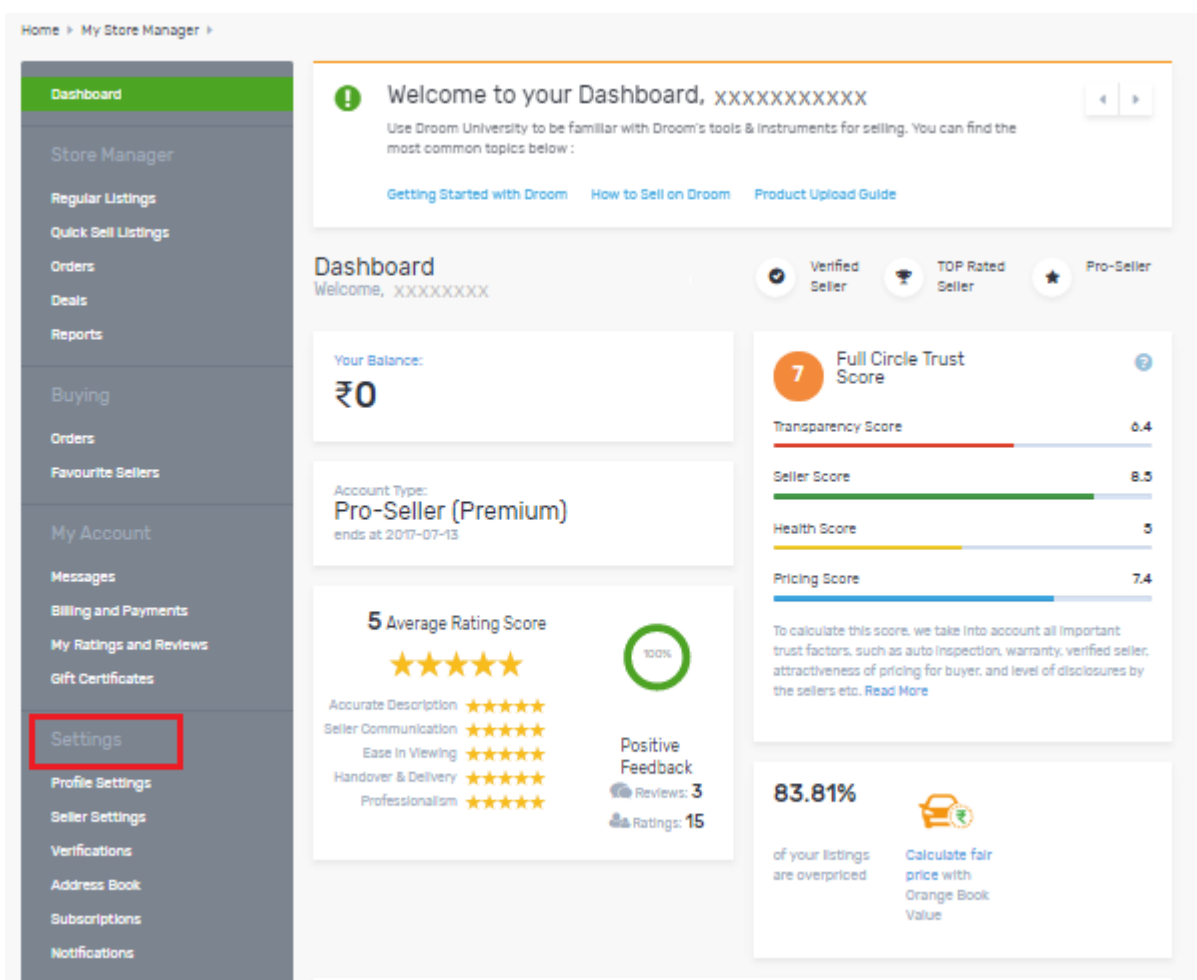 Home My Store Manager
Dashboard
Store Manager
Regular Listings
Quick Sell Listings
Orders
Deals
Reports
Buying
Orders
Favourite Sellers
My Account
Messages
Billing and Payments
My Ratings and Reviews
Gift Certificates
Settings
Profile Settings
Seller Settings
Verifications
Address Book
Subscriptions
Notifications
Welcome to your Dashboard, xxxxxxxxxxx
Use Droom University to be familiar with Droom's tools & instruments for selling. You can find the
most common topics below :
Getting Started with Droom How to Sell on Droom Product Upload Guide
Dashboard
Welcome, xxxxxxxx
Verified
Seller
TOP Rated
Seller
Pro-Seller
Your Balance:
₹0
Account Type:
Pro-Seller (Premium)
ends at 2017-07-13
5 Average Rating Score
Accurate Description
Seller Communication
Ease in Viewing
Handover & Delivery
Professionalism
100%
Positive
Feedback
Reviews: 3
Ratings: 15
7
Full Circle Trust
Score
?
Transparency Score 6.4
Seller Score 8.5
Health Score 5
Pricing Score 7.4
To calculate this score, we take into account all important
trust factors, such as auto inspection, warranty, verified seller,
attractiveness of pricing for buyer, and level of disclosures by
the sellers etc. Read More
83.81%
of your listings
are overpriced
₹
Calculate fair
price with
Orange Book
Value